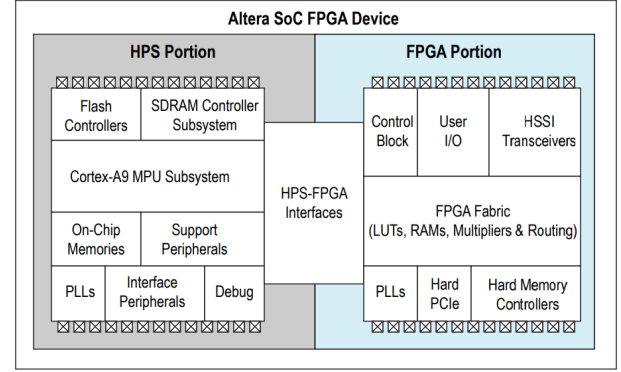 Altera SoC FPGA Device
HPS Portion
FPGA Portion
Flash
Controllers
SDRAM Controller
Subsystem
Cortex-A9 MPU Subsystem
On-Chip
Memories
Support
Peripherals
PLLs
Interface
Peripherals
Debug
HPS-FPGA
Interfaces
Control
Block
User
I/O
HSSI
Transceivers
FPGA Fabric
(LUTs, RAMs, Multipliers & Routing)
PLLs
Hard
PCIe
Hard Memory
Controllers